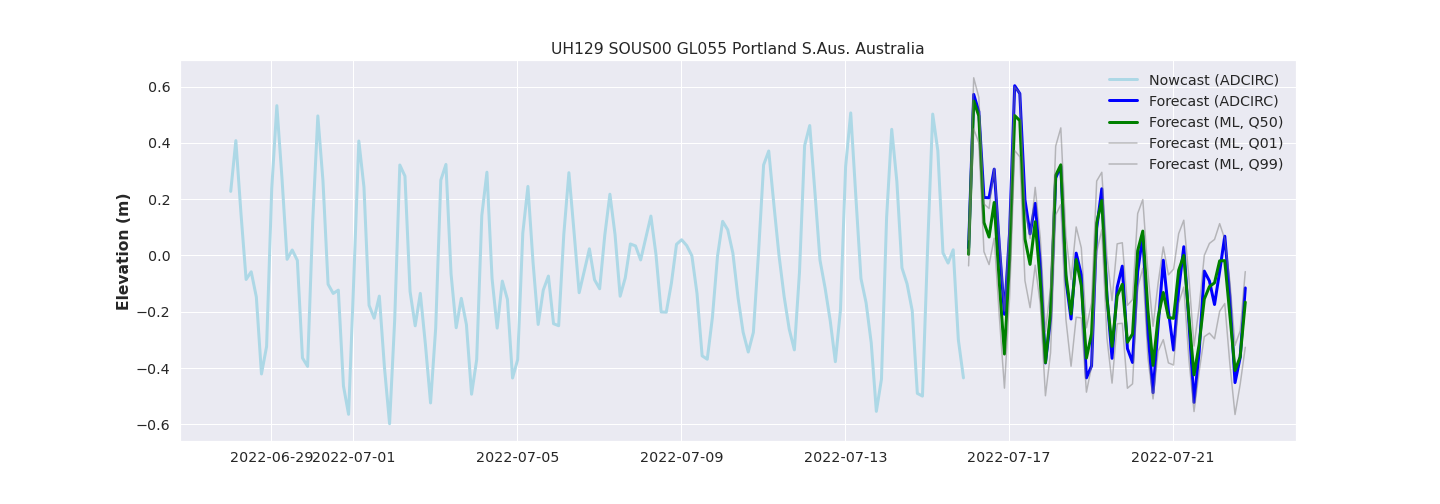 UH129 SOUS00 GL055 Portland S.Aus. Australia
Nowcast (ADCIRC)
Forecast (ADCIRC)
Forecast (ML, Q50)
Forecast (ML, Q01)
Forecast (ML, Q99)
Elevation (m)
0.6
0.4
0.2
0.0
−0.2
−0.4
−0.6
2022-06-29 2022-07-01 2022-07-05 2022-07-09 2022-07-13 2022-07-17 2022-07-21